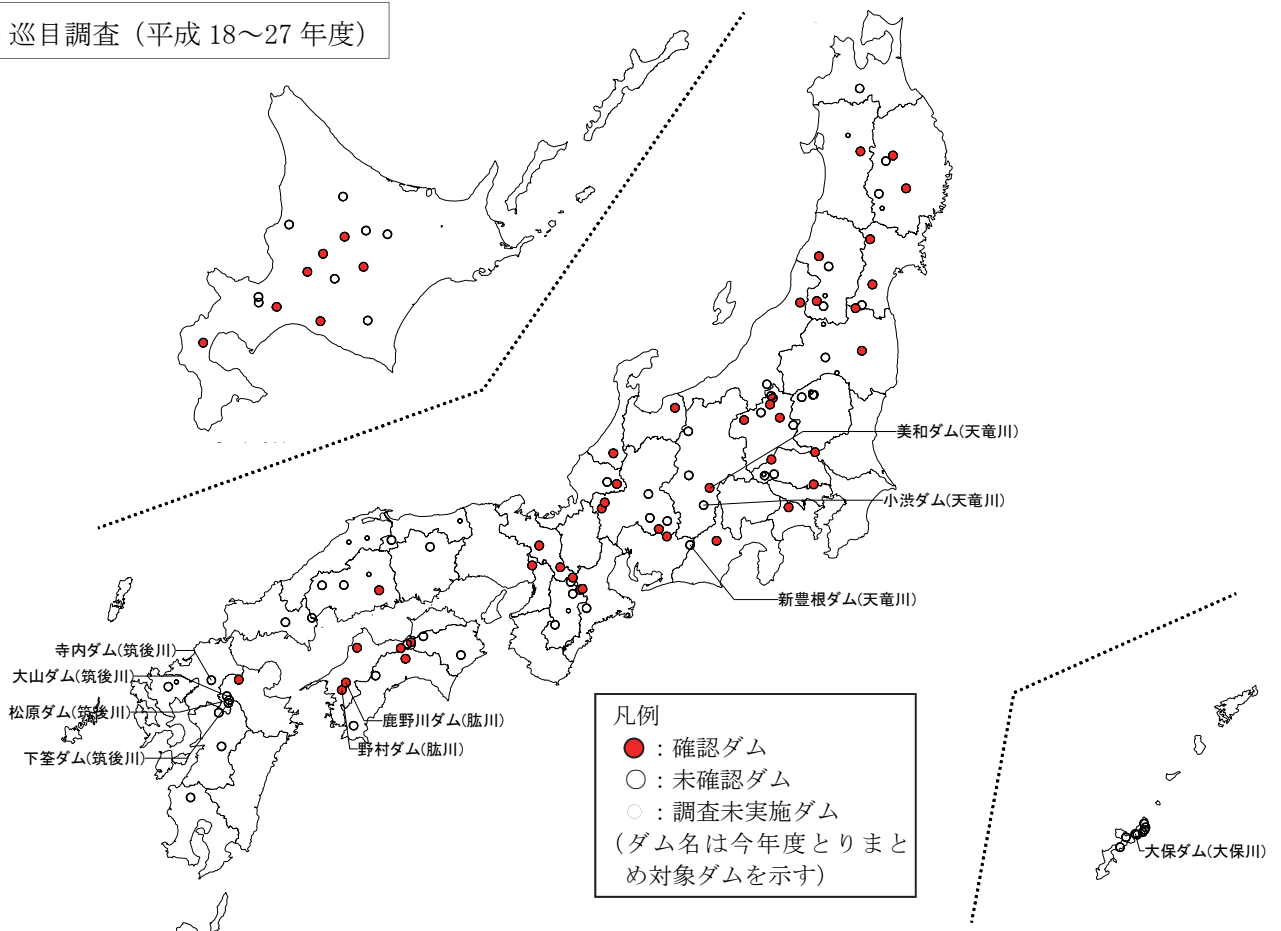 巡目調査（平成 18～27 年度）
美和ダム(天竜川)
小渋ダム(天竜川)
新豊根ダム(天竜川)
寺内ダム(筑後川)
大山ダム(筑後川)
松原ダム(筑後川)
下筌ダム(筑後川)
鹿野川ダム(肱川)
野村ダム(肱川)
凡例
：確認ダム
：未確認ダム
：調査未実施ダム
(ダム名は今年度とりまと
め対象ダムを示す)
大保ダム(大保川)